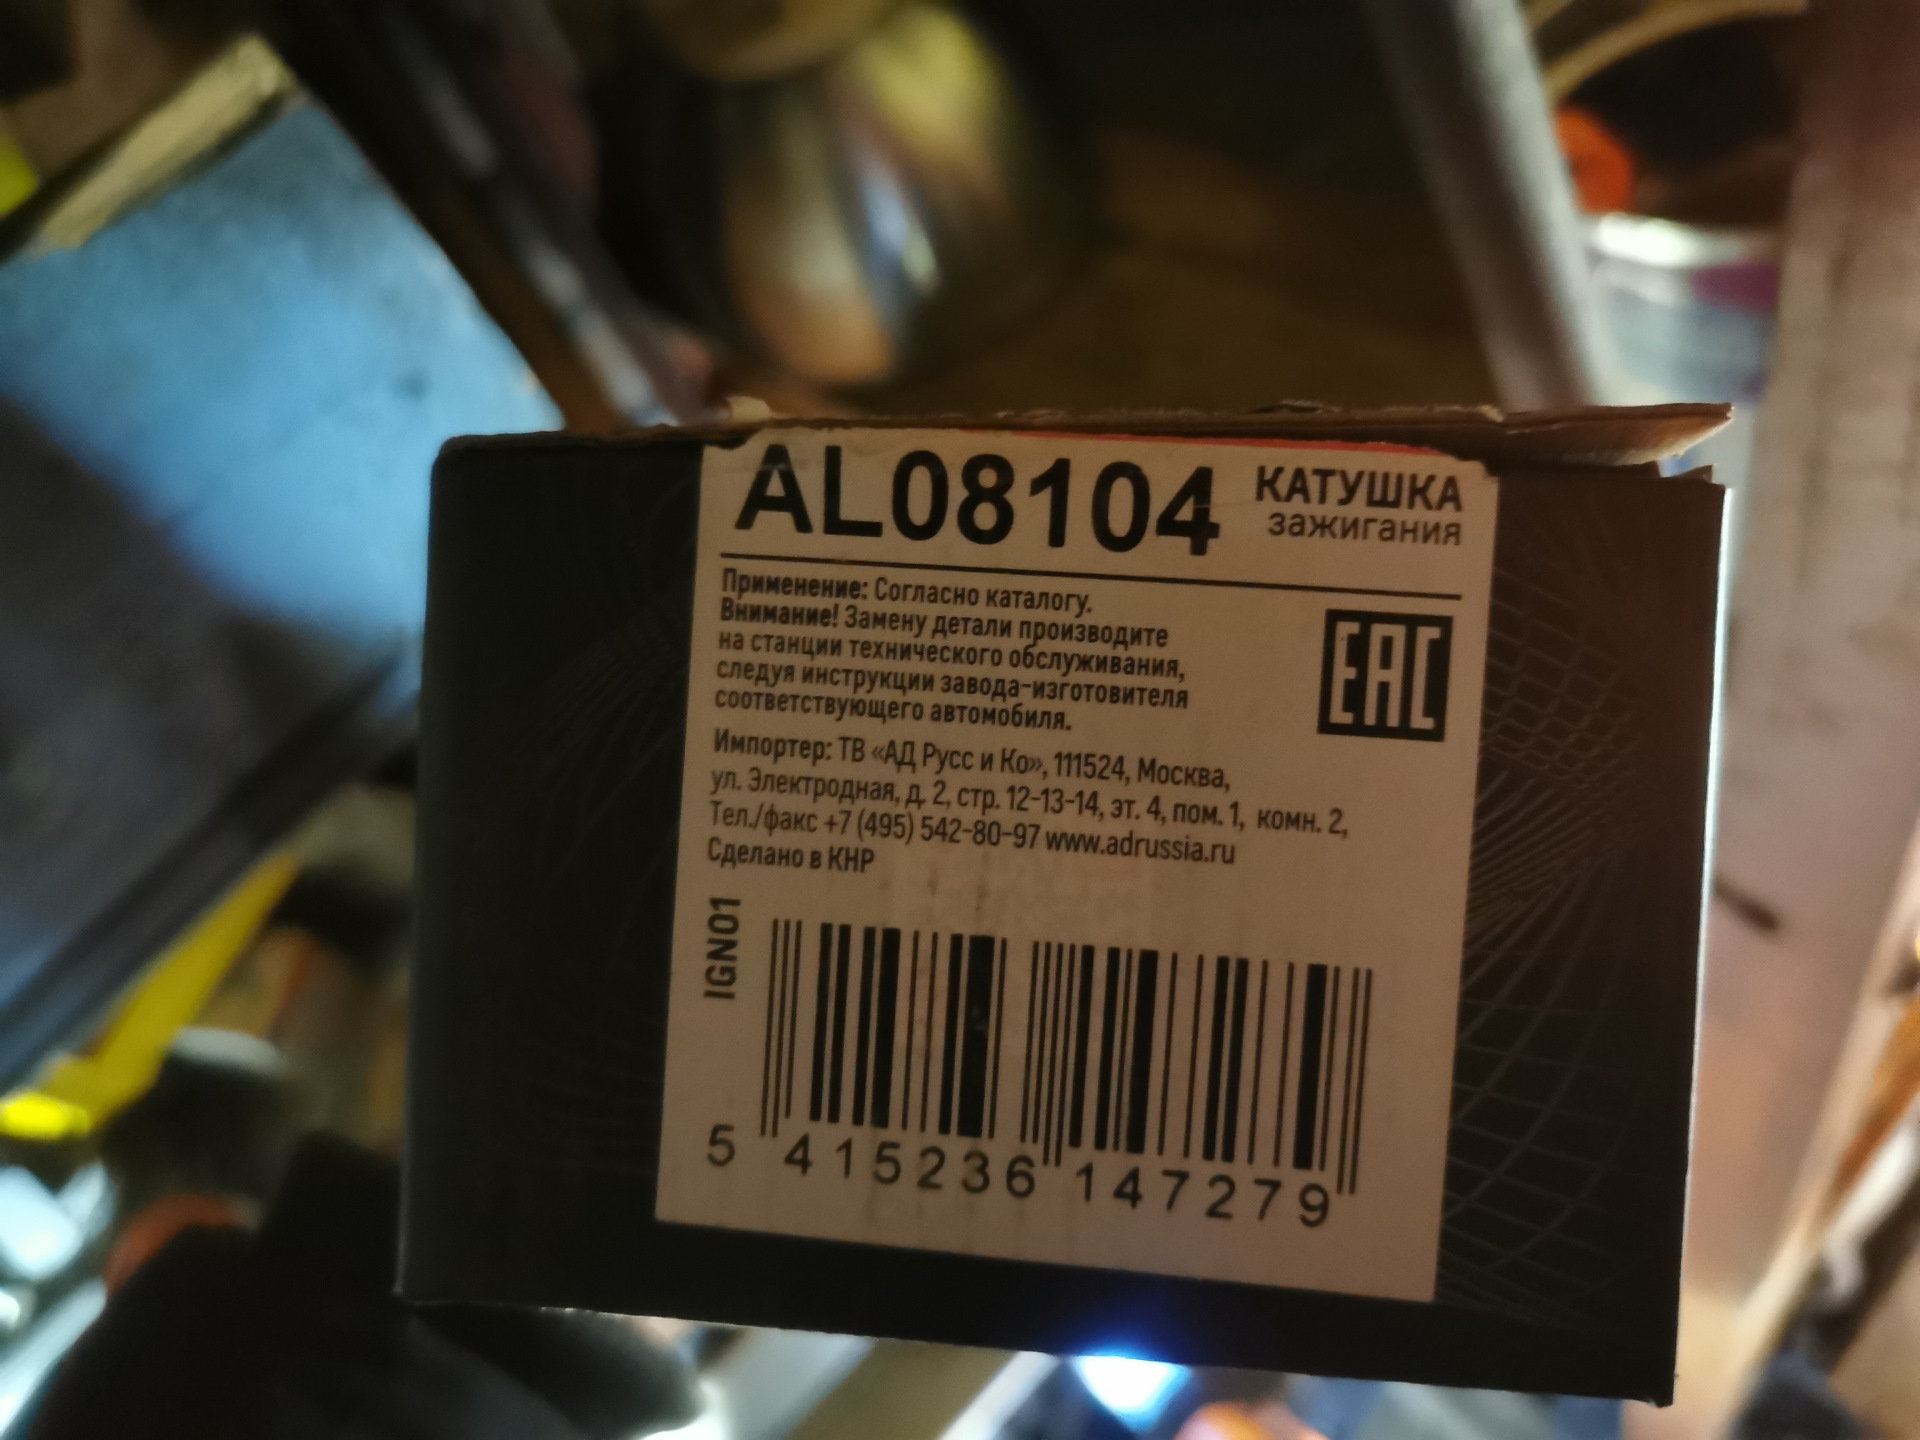 AL08104
КАТУШКА
зажигания
Применение: Согласно каталогу.
Внимание! Замену детали производите
на станции технического обслуживания,
следуя инструкции завода-изготовителя
соответствующего автомобиля.
EAC
Импортер: ТВ «АД Русс и Ко», 111524, Москва,
ул. Электродная, д. 2, стр. 12-13-14, эт. 4, пом. 1, комн. 2,
Тел./факс +7 (495) 542-80-97 www.adrussia.ru
Сделано в КНР
IGN01
5 415236 147279